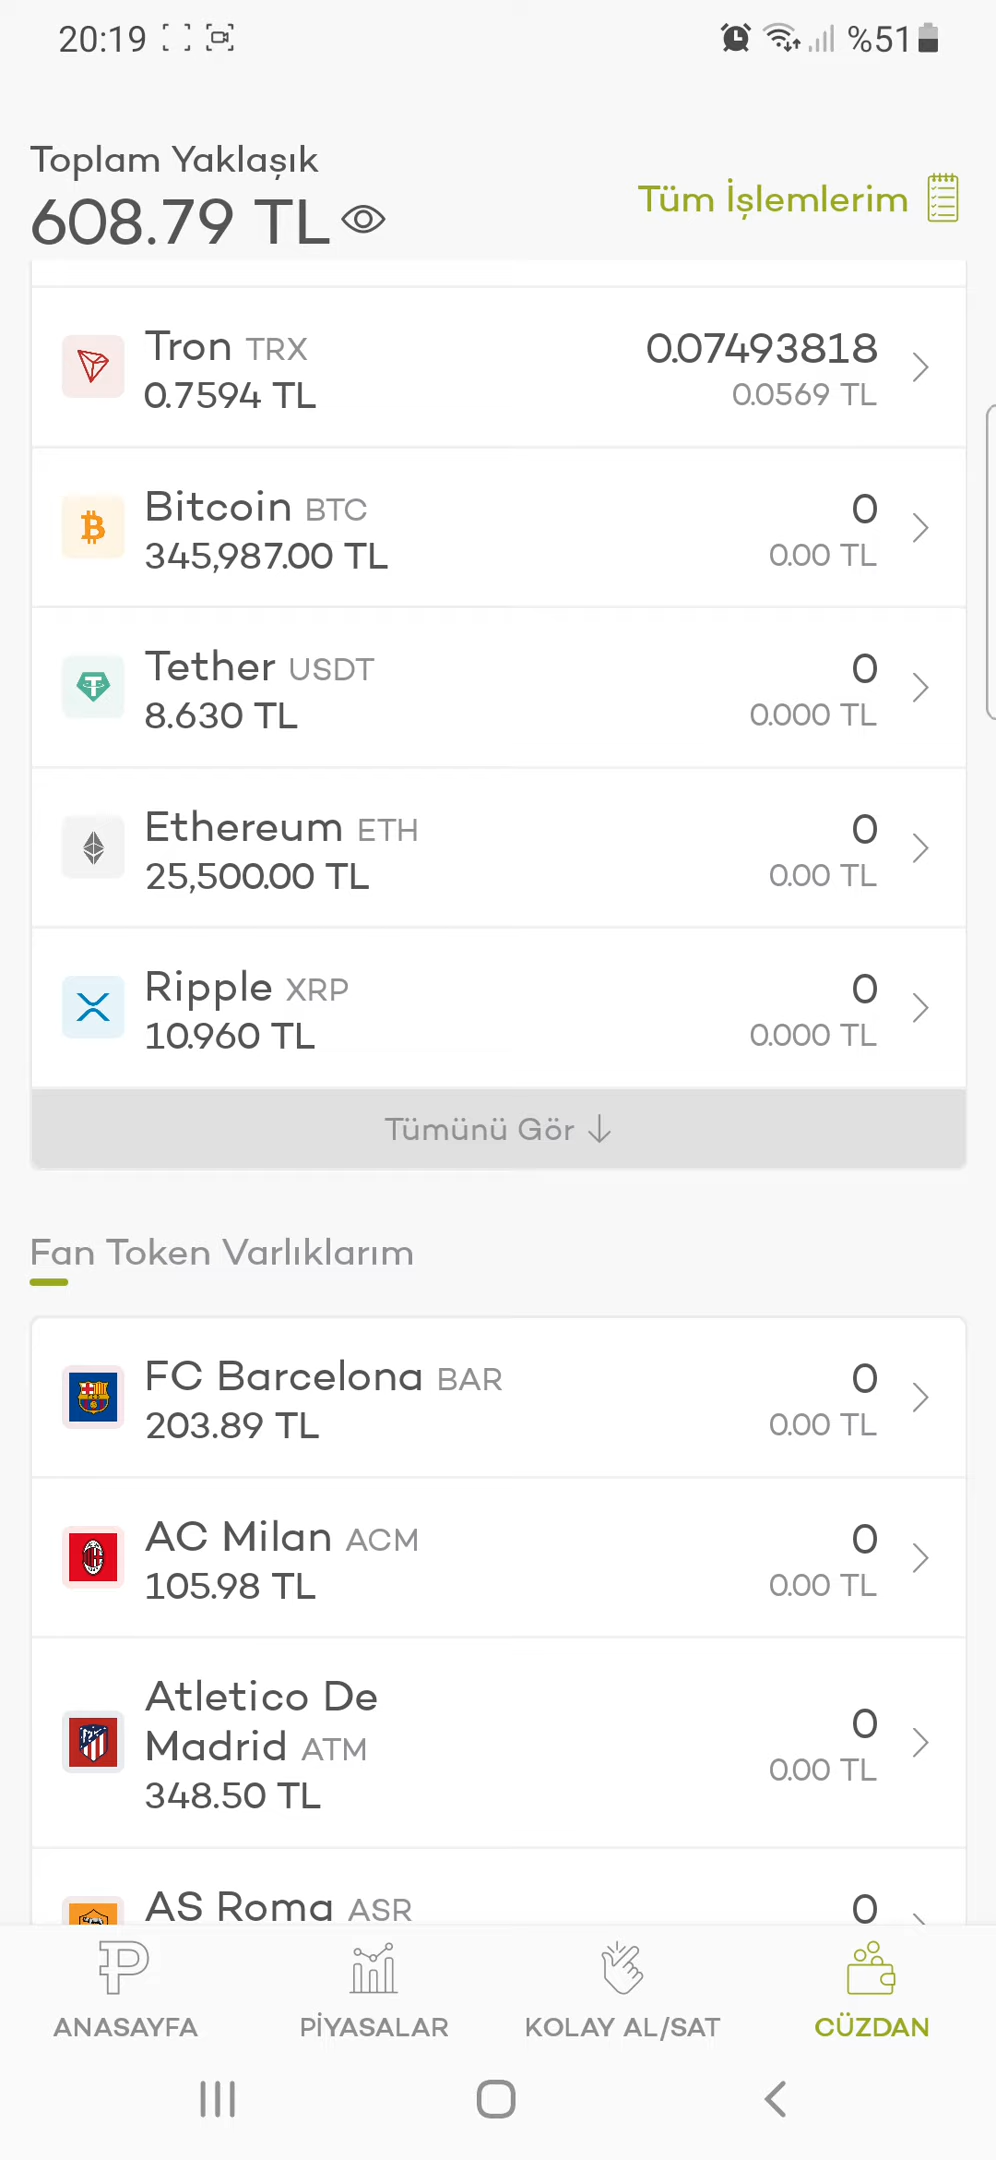 20:19 %51
Toplam Yaklaşık
608.79 TL
Tüm İşlemlerim
Tron TRX 0.07493818
0.7594 TL 0.0569 TL
Bitcoin BTC 0
345,987.00 TL 0.00 TL
Tether USDT 0
8.630 TL 0.000 TL
Ethereum ETH 0
25,500.00 TL 0.00 TL
Ripple XRP 0
10.960 TL 0.000 TL
Tümünü Gör ↓
Fan Token Varlıklarım
FC Barcelona BAR 0
203.89 TL 0.00 TL
AC Milan ACM 0
105.98 TL 0.00 TL
Atletico De
Madrid ATM 0
348.50 TL 0.00 TL
AS Roma ASR 0
ANASAYFA PİYASALAR KOLAY AL/SAT CÜZDAN